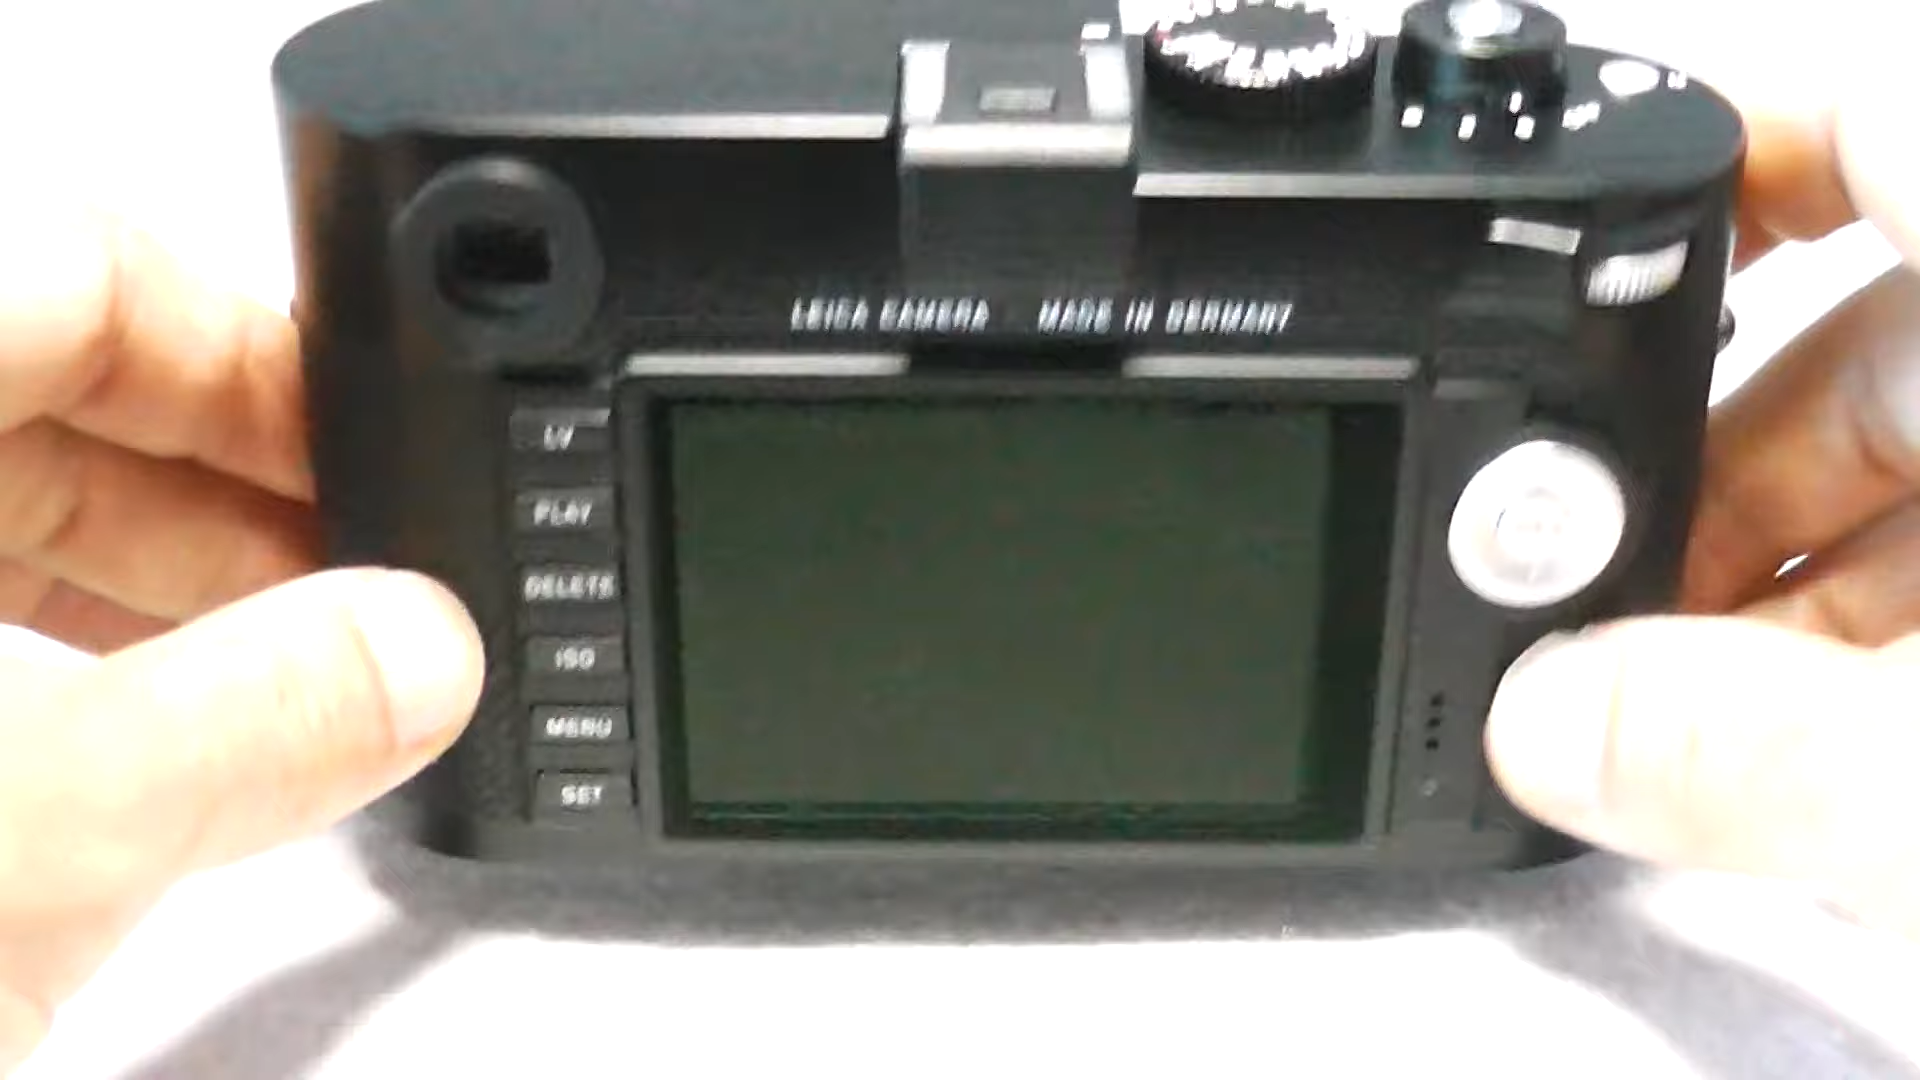 LEICA CAMERA MADE IN GERMANY
LV
PLAY
DELETE
ISO
MENU
SET